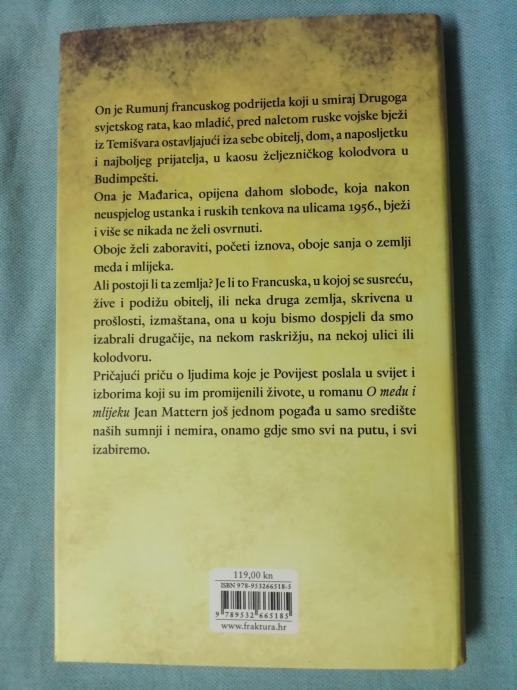 On je Rumunj francuskog podrijetla koji u smiraj Drugoga
svjetskog rata, kao mladić, pred naletom ruske vojske bježi
iz Temišvara ostavljajući iza sebe obitelj, dom, a naposljetku
i najboljeg prijatelja, u kaosu željezničkog kolodvora u
Budimpešti.
Ona je Mađarica, opijena dahom slobode, koja nakon
neuspjelog ustanka i ruskih tenkova na ulicama 1956., bježi
i više se nikada ne želi osvrnuti.
Oboje želi zaboraviti, početi iznova, oboje sanja o zemlji
meda i mlijeka.
Ali postoji li ta zemlja? Je li to Francuska, u kojoj se susreću,
žive i podižu obitelj, ili neka druga zemlja, skrivena u
prošlosti, izmaštana, ona u koju bismo dospjeli da smo
izabrali drugačije, na nekom raskrižju, na nekoj ulici ili
kolodvoru.
Pričajući priču o ljudima koje je Povijest poslala u svijet i
izborima koji su im promijenili živote, u romanu O medu i
mlijeku Jean Mattern još jednom pogađa u samo središte
naših sumnji i nemira, onamo gdje smo svi na putu, i svi
izabiremo.
119,00 kn
ISBN 978-953266518-5
9 789532 665185
www.fraktura.hr